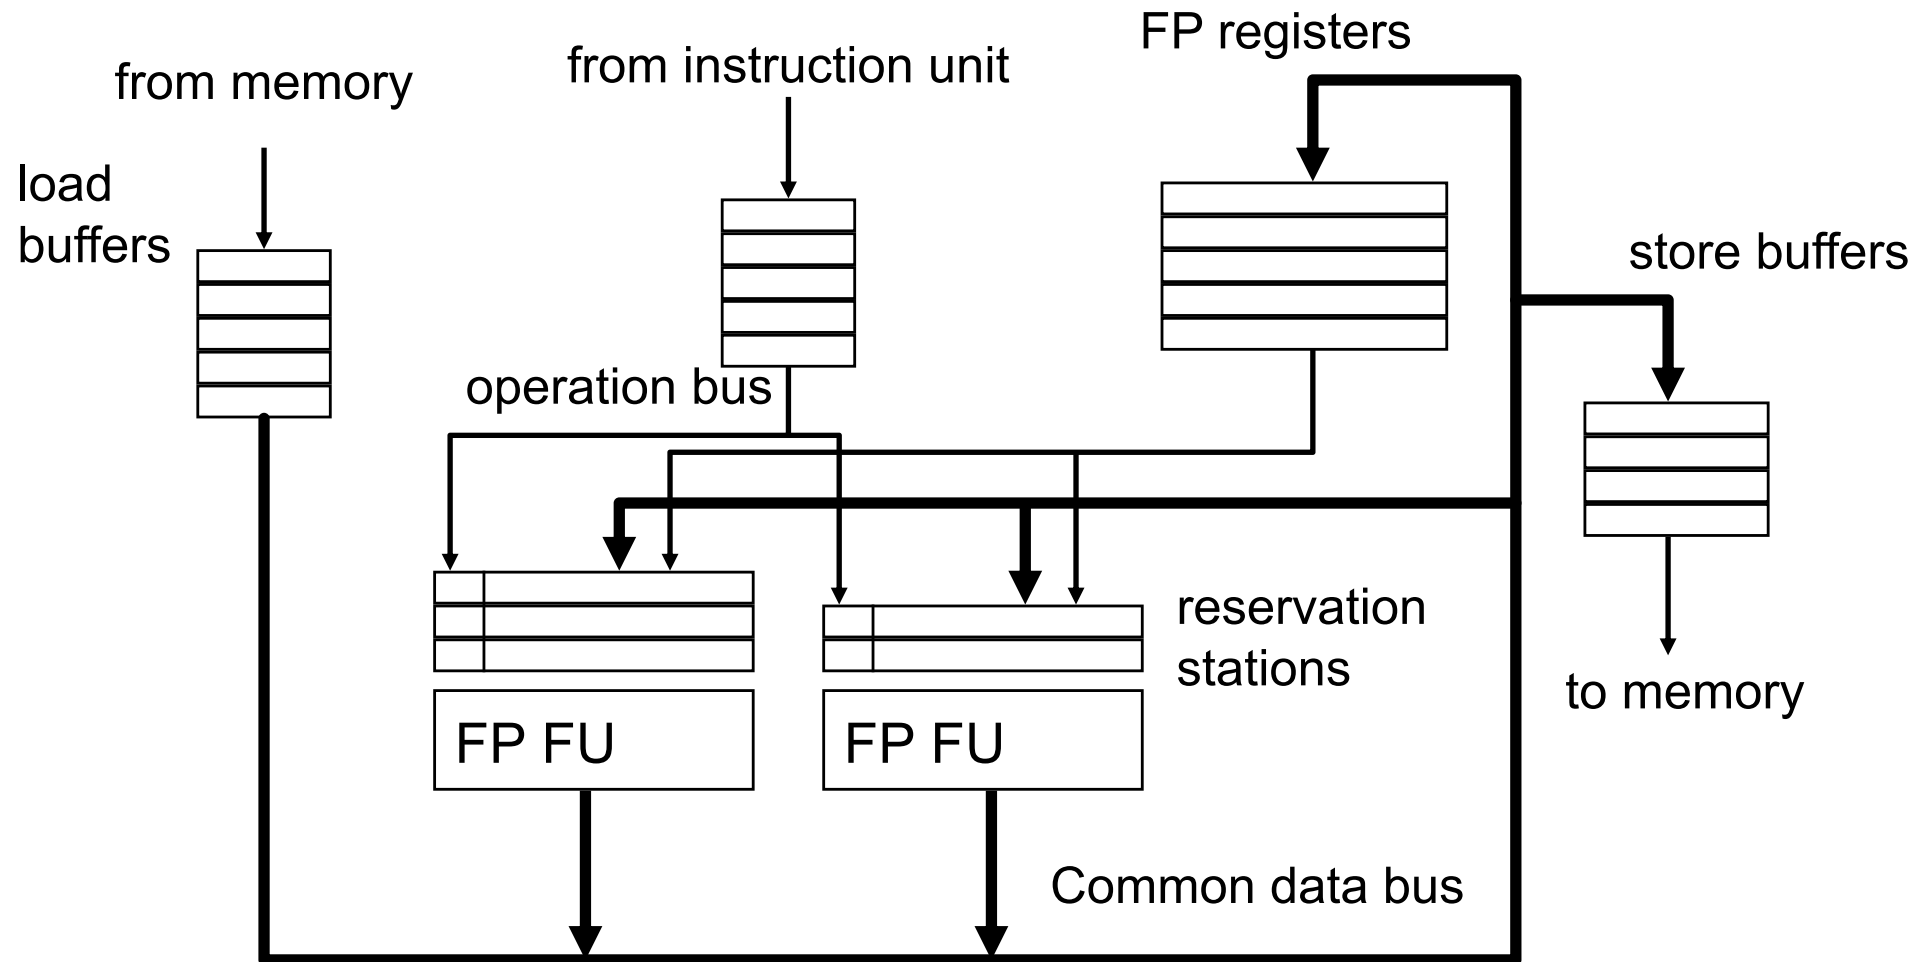 FP registers
from instruction unit
from memory
load
buffers
store buffers
operation bus
reservation
stations
to memory
FP FU
FP FU
Common data bus